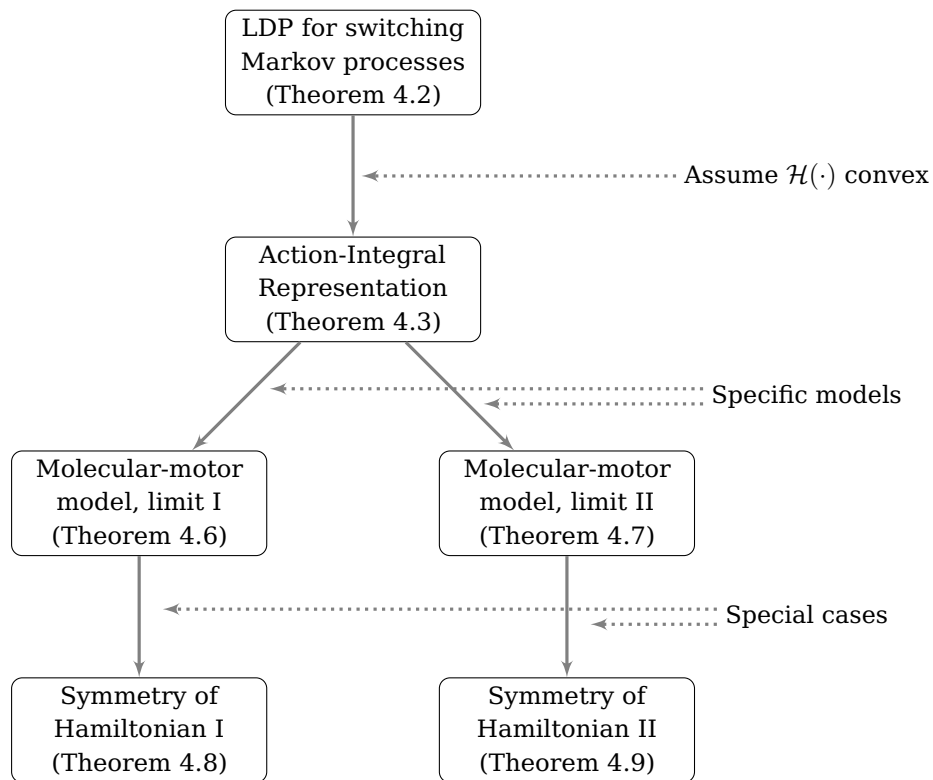 LDP for switching
Markov processes
(Theorem 4.2)
Assume ℋ(·) convex
Action-Integral
Representation
(Theorem 4.3)
Specific models
Molecular-motor
model, limit I
(Theorem 4.6)
Molecular-motor
model, limit II
(Theorem 4.7)
Special cases
Symmetry of
Hamiltonian I
(Theorem 4.8)
Symmetry of
Hamiltonian II
(Theorem 4.9)